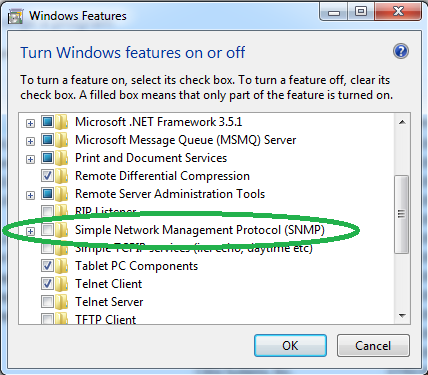 Windows Features
Turn Windows features on or off
To turn a feature on, select its check box. To turn a feature off, clear its
check box. A filled box means that only part of the feature is turned on.
Microsoft .NET Framework 3.5.1
Microsoft Message Queue (MSMQ) Server
Print and Document Services
Remote Differential Compression
Remote Server Administration Tools
RIP Listener
Simple Network Management Protocol (SNMP)
Simple TCPIP services (i.e. echo, daytime etc)
Tablet PC Components
Telnet Client
Telnet Server
TFTP Client
OK
Cancel